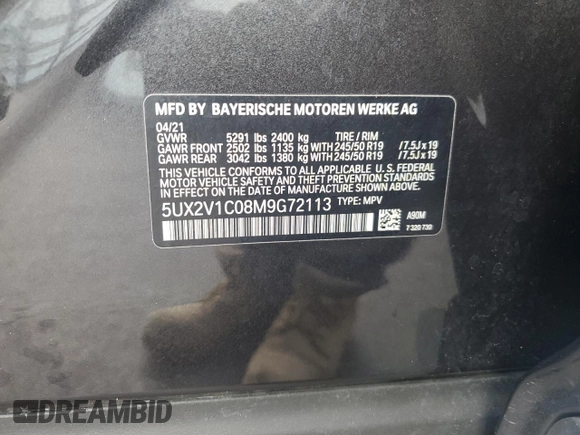 MFD BY BAYERISCHE MOTOREN WERKE AG
04/21
GVWR 5291 lbs 2400 kg TIRE / RIM
GAWR FRONT 2502 lbs 1135 kg WITH 245/50 R19 /7.5J x 19
GAWR REAR 3042 lbs 1380 kg WITH 245/50 R19 /7.5J x 19
THIS VEHICLE CONFORMS TO ALL APPLICABLE U. S. FEDERAL
MOTOR VEHICLE SAFETY STANDARDS
IN EFFECT ON THE DATE OF MANUFACTURE SHOWN ABOVE.
5UX2V1C08M9G72113 TYPE: MPV
A90M
7 320 730
DREAMBID